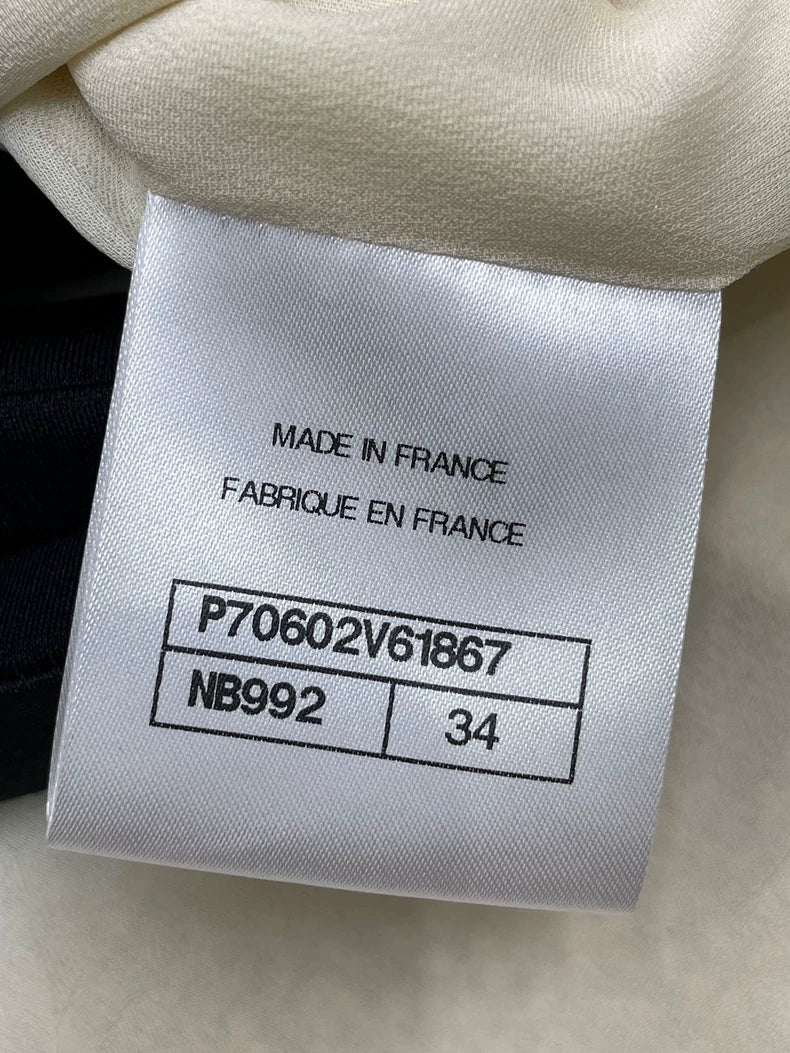 MADE IN FRANCE
FABRIQUE EN FRANCE
P70602V61867
NB992 34